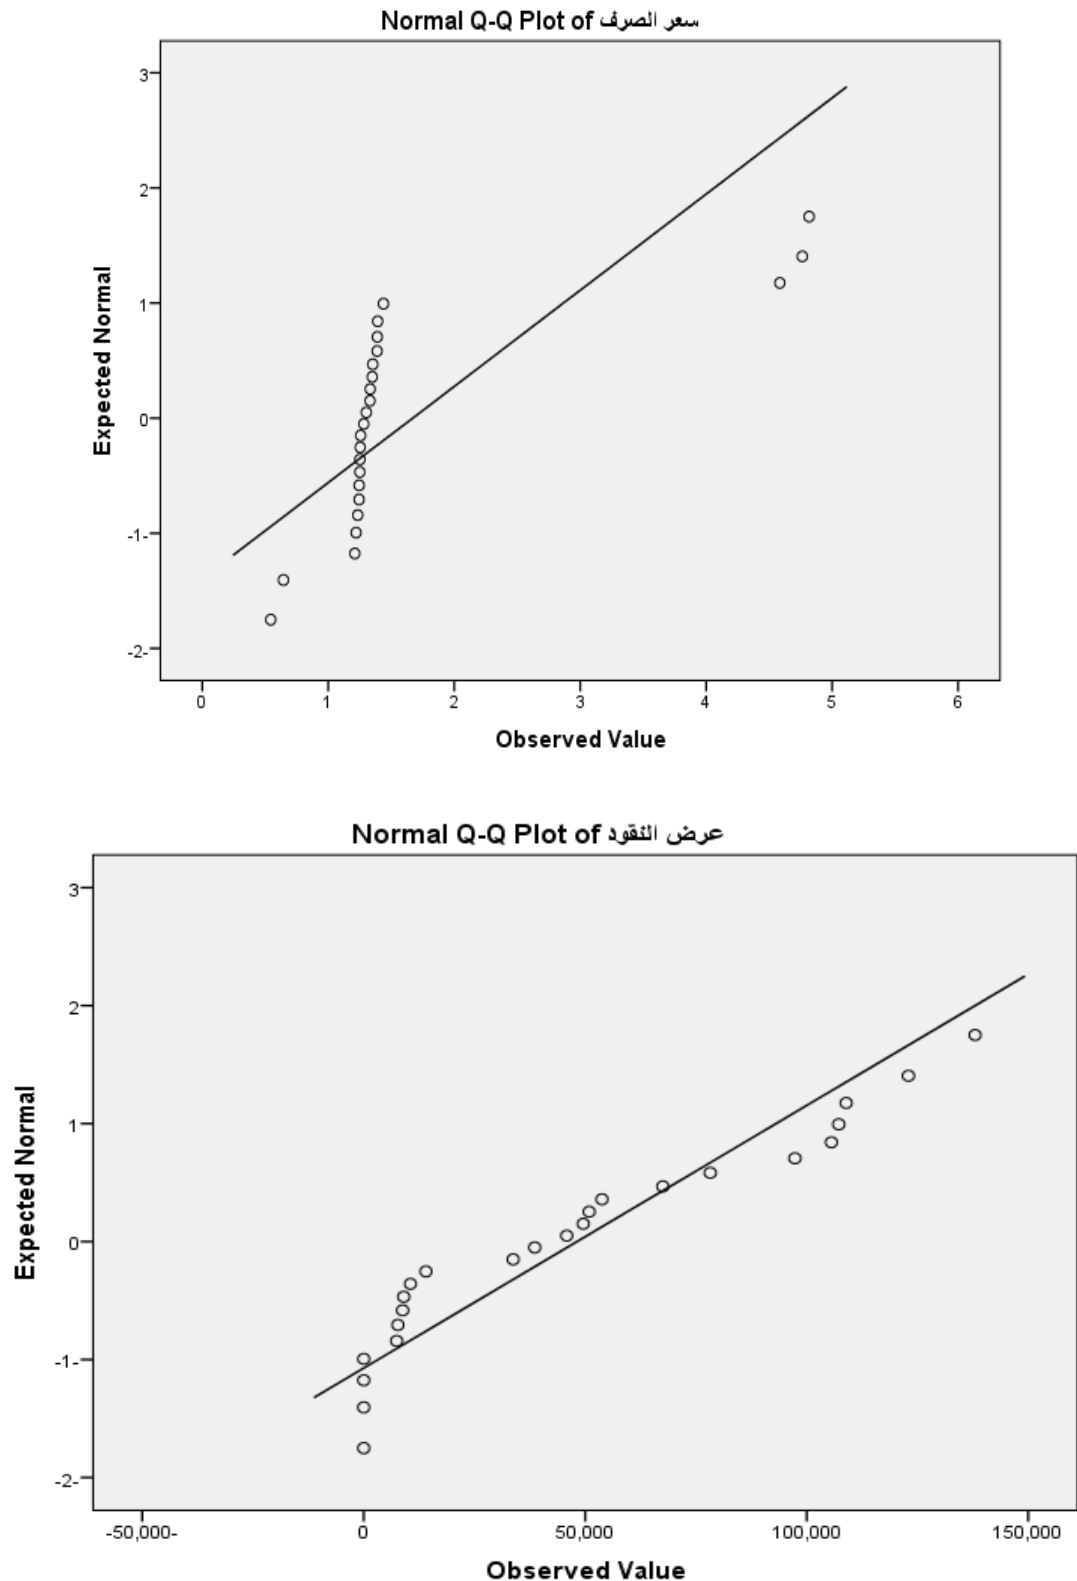 Normal Q-Q Plot of سعر الصرف
3
2
1
0
-1-
-2-
Expected Normal
0 1 2 3 4 5 6
Observed Value
Normal Q-Q Plot of عرض النقود
3
2
1
0
-1-
-2-
Expected Normal
-50,000- 0 50,000 100,000 150,000
Observed Value